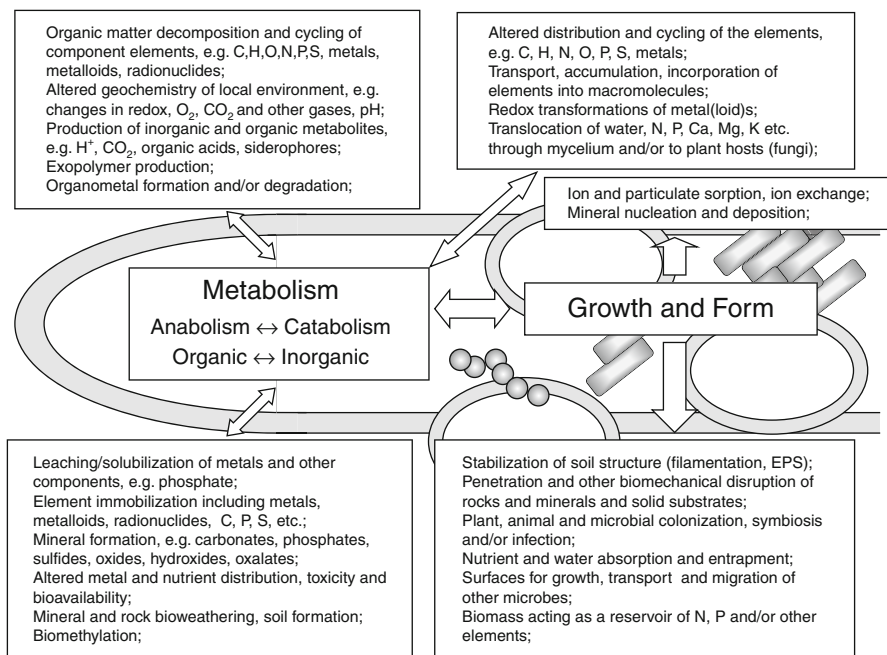 Organic matter decomposition and cycling of
component elements, e.g. C,H,O,N,P,S, metals,
metalloids, radionuclides;
Altered geochemistry of local environment, e.g.
changes in redox, O₂, CO₂ and other gases, pH;
Production of inorganic and organic metabolites,
e.g. H⁺, CO₂, organic acids, siderophores;
Exopolymer production;
Organometal formation and/or degradation;
Altered distribution and cycling of the elements,
e.g. C, H, N, O, P, S, metals;
Transport, accumulation, incorporation of
elements into macromolecules;
Redox transformations of metal(loid)s;
Translocation of water, N, P, Ca, Mg, K etc.
through mycelium and/or to plant hosts (fungi);
Ion and particulate sorption, ion exchange;
Mineral nucleation and deposition;
Metabolism
Anabolism ↔ Catabolism
Organic ↔ Inorganic
Growth and Form
Leaching/solubilization of metals and other
components, e.g. phosphate;
Element immobilization including metals,
metalloids, radionuclides, C, P, S, etc.;
Mineral formation, e.g. carbonates, phosphates,
sulfides, oxides, hydroxides, oxalates;
Altered metal and nutrient distribution, toxicity and
bioavailability;
Mineral and rock bioweathering, soil formation;
Biomethylation;
Stabilization of soil structure (filamentation, EPS);
Penetration and other biomechanical disruption of
rocks and minerals and solid substrates;
Plant, animal and microbial colonization, symbiosis
and/or infection;
Nutrient and water absorption and entrapment;
Surfaces for growth, transport and migration of
other microbes;
Biomass acting as a reservoir of N, P and/or other
elements;